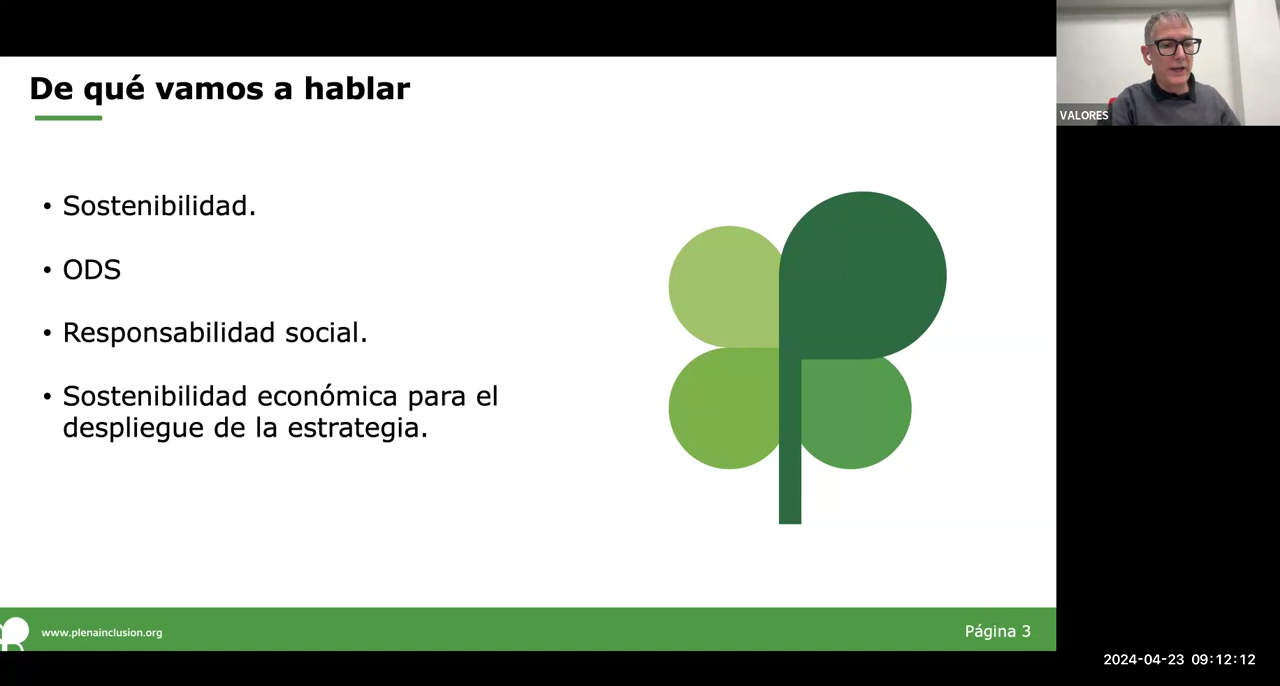 De qué vamos a hablar
• Sostenibilidad.
• ODS
• Responsabilidad social.
• Sostenibilidad económica para el
despliegue de la estrategia.
www.plenainclusion.org
Página 3
VALORES
2024-04-23 09:12:12